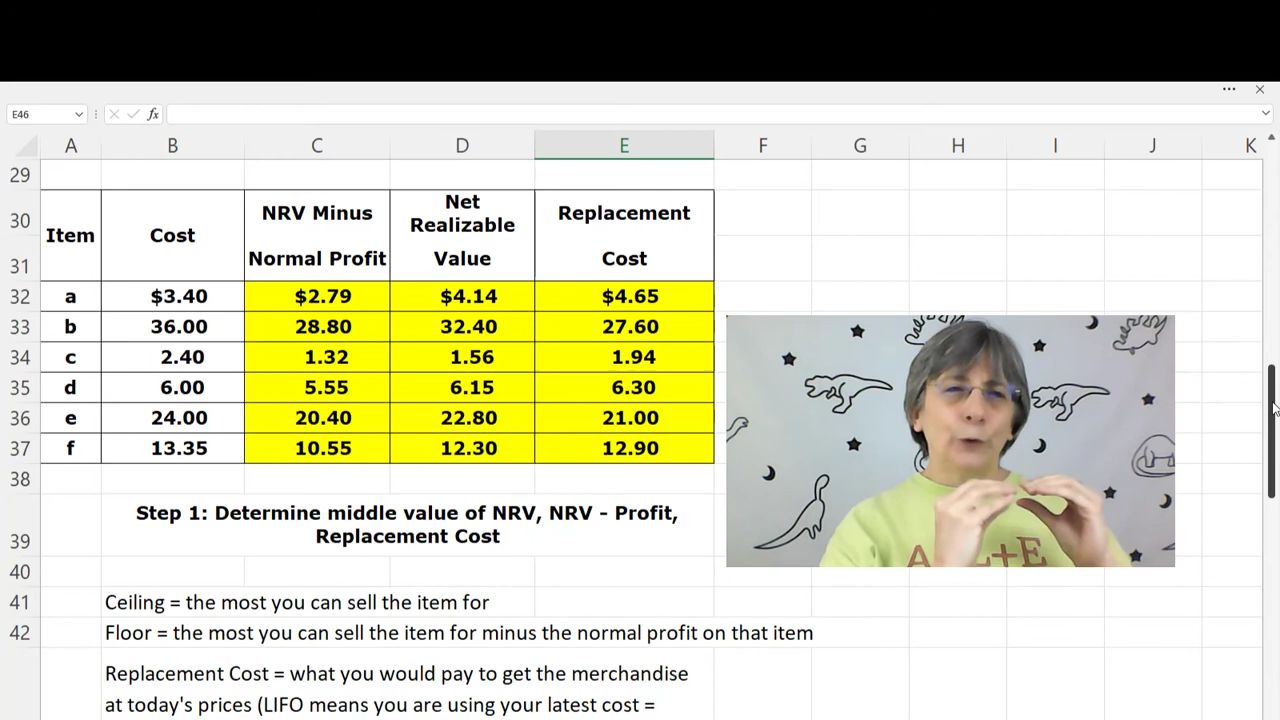 E46
fx
A B C D E F G H I J K
29
30
31
Item Cost NRV Minus Normal Profit Net Realizable Value Replacement Cost
32 a $3.40 $2.79 $4.14 $4.65
33 b 36.00 28.80 32.40 27.60
34 c 2.40 1.32 1.56 1.94
35 d 6.00 5.55 6.15 6.30
36 e 24.00 20.40 22.80 21.00
37 f 13.35 10.55 12.30 12.90
38
Step 1: Determine middle value of NRV, NRV - Profit,
39 Replacement Cost
40
41 Ceiling = the most you can sell the item for
42 Floor = the most you can sell the item for minus the normal profit on that item
Replacement Cost = what you would pay to get the merchandise
at today's prices (LIFO means you are using your latest cost =